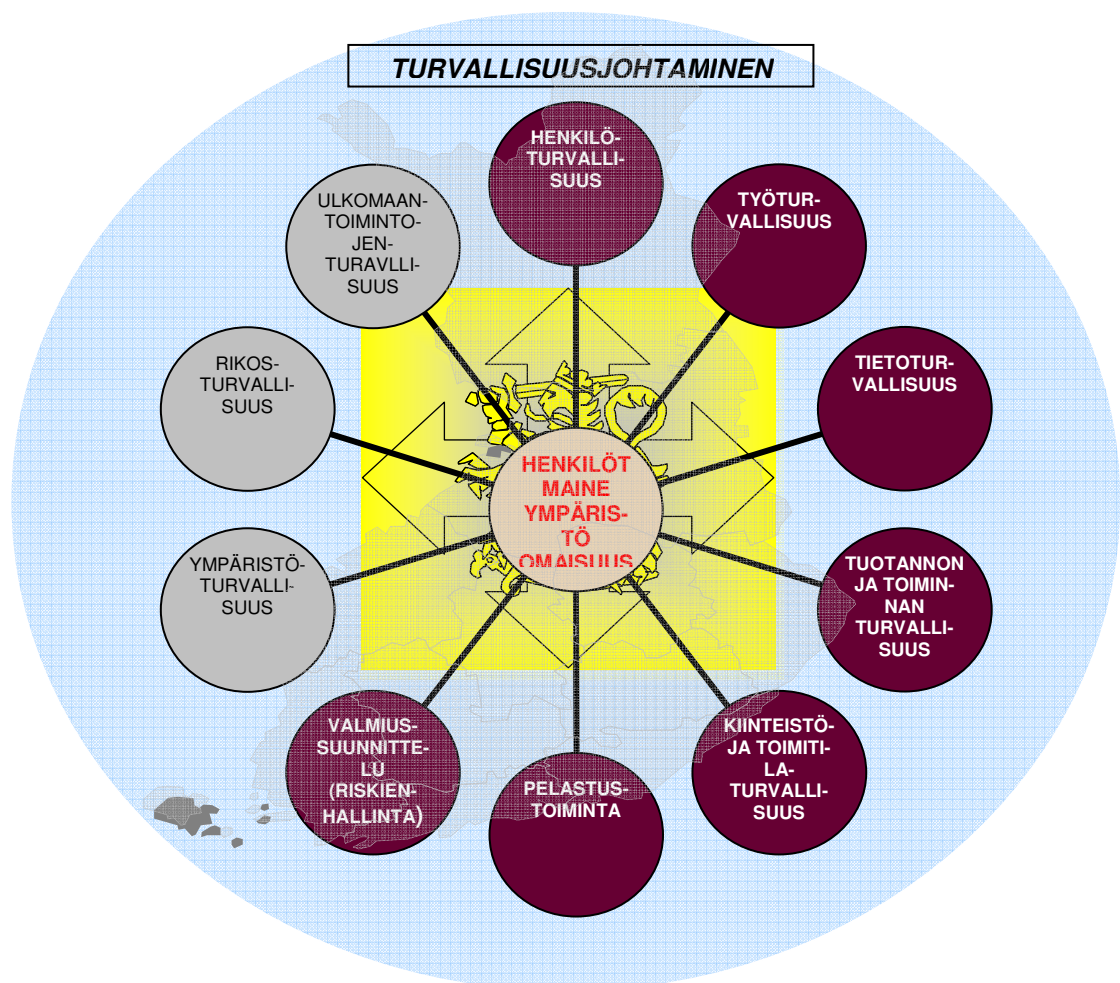 TURVALLISUUSJOHTAMINEN
HENKILÖ-
TURVALLI-
SUUS
TYÖTUR-
VALLISUUS
TIETOTUR-
VALLISUUS
TUOTANNON
JA TOIMIN-
NAN
TURVALLI-
SUUS
KIINTEISTÖ-
JA TOIMITI-
LA-
TURVALLI-
SUUS
PELASTUS-
TOIMINTA
VALMIUS-
SUUNNITTE-
LU
(RISKIEN-
HALLINTA)
YMPÄRISTÖ-
TURVALLI-
SUUS
RIKOS-
TURVALLI-
SUUS
ULKOMAAN-
TOIMINTO-
JEN-
TURAVLLI-
SUUS
HENKILÖT
MAINE
YMPÄRIS-
TÖ
OMAISUUS